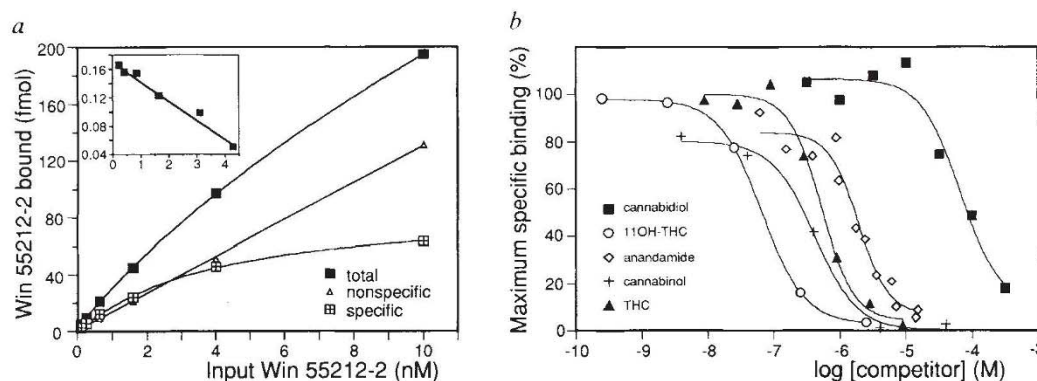 a
Win 55212-2 bound (fmol)
200
160
120
80
40
0
0.16
0.12
0.08
0.04
0 1 2 3 4 5
total
nonspecific
specific
0 2 4 6 8 10
Input Win 55212-2 (nM)
b
Maximum specific binding (%)
100
80
60
40
20
0
cannabidiol
11OH-THC
anandamide
cannabinol
THC
-10 -9 -8 -7 -6 -5 -4 -3
log [competitor] (M)